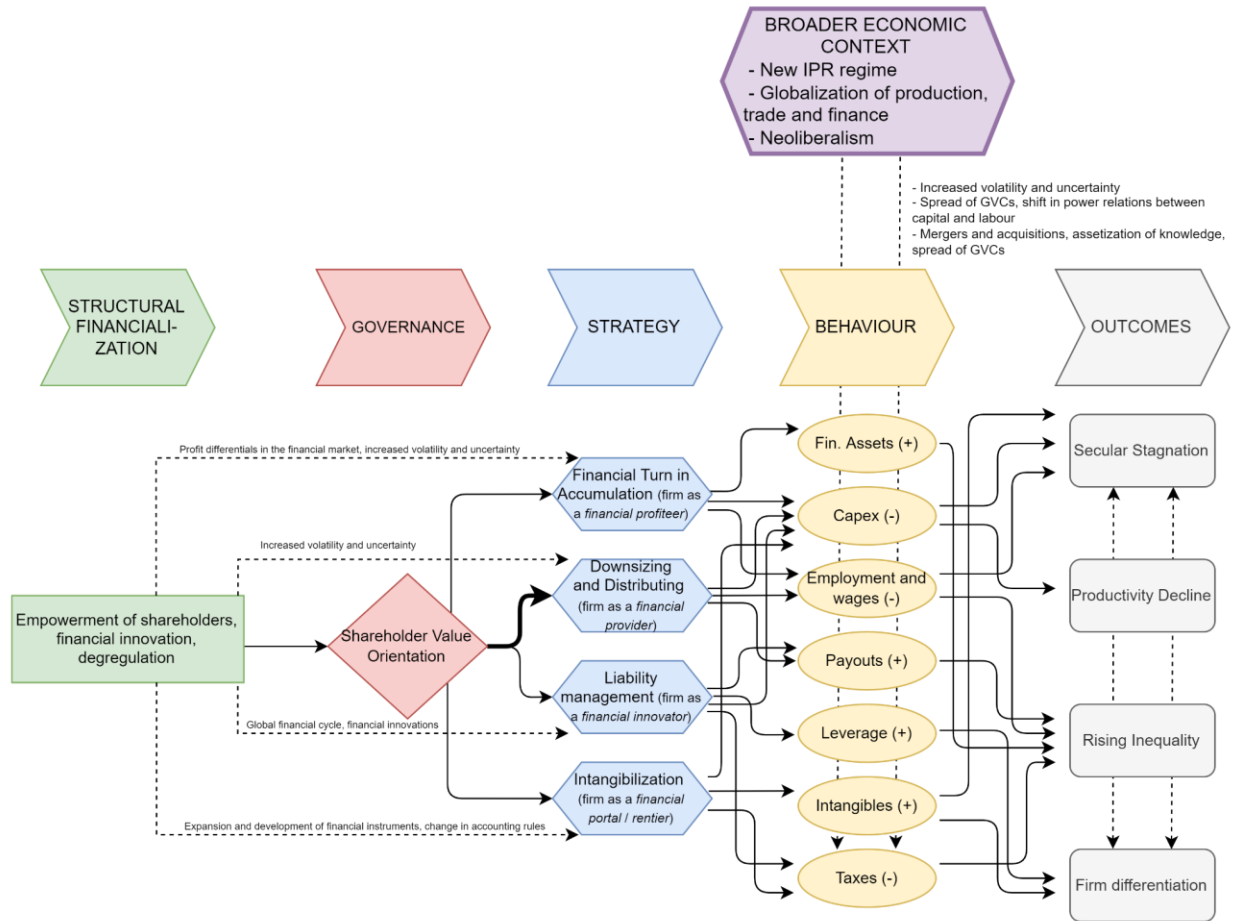 BROADER ECONOMIC
CONTEXT
- New IPR regime
- Globalization of production,
trade and finance
- Neoliberalism
- Increased volatility and uncertainty
- Spread of GVCs, shift in power relations between
capital and labour
- Mergers and acquisitions, assetization of knowledge,
spread of GVCs
STRUCTURAL
FINANCIALI-
ZATION
GOVERNANCE
STRATEGY
BEHAVIOUR
OUTCOMES
Profit differentials in the financial market, increased volatility and uncertainty
Increased volatility and uncertainty
Empowerment of shareholders,
financial innovation,
degregulation
Global financial cycle, financial innovations
Expansion and development of financial instruments, change in accounting rules
Shareholder Value
Orientation
Financial Turn in
Accumulation (firm as
a financial profiteer)
Downsizing
and Distributing
(firm as a financial
provider)
Liability
management (firm as
a financial innovator)
Intangibilization
(firm as a financial
portal / rentier)
Fin. Assets (+)
Capex (-)
Employment and
wages (-)
Payouts (+)
Leverage (+)
Intangibles (+)
Taxes (-)
Secular Stagnation
Productivity Decline
Rising Inequality
Firm differentiation